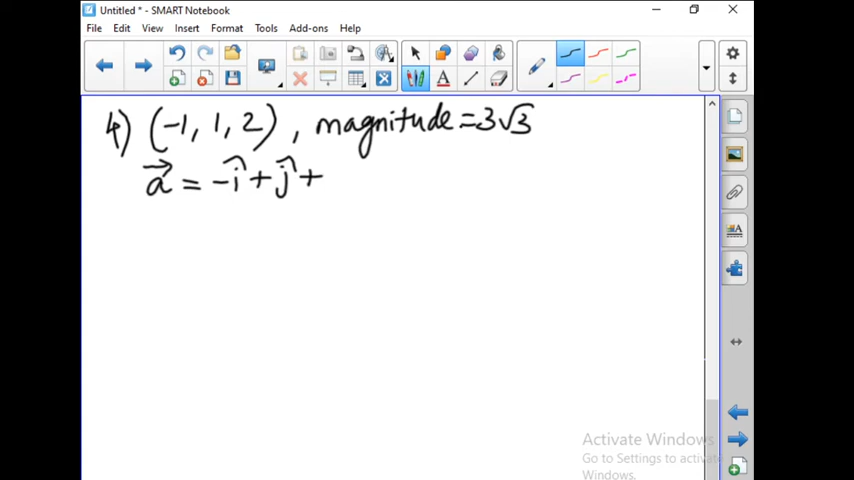 Untitled * - SMART Notebook
File Edit View Insert Format Tools Add-ons Help
4) (-1, 1, 2) , magnitude=3√3
a⃗ = -î + ĵ +
Activate Windows
Go to Settings to activate
Windows.